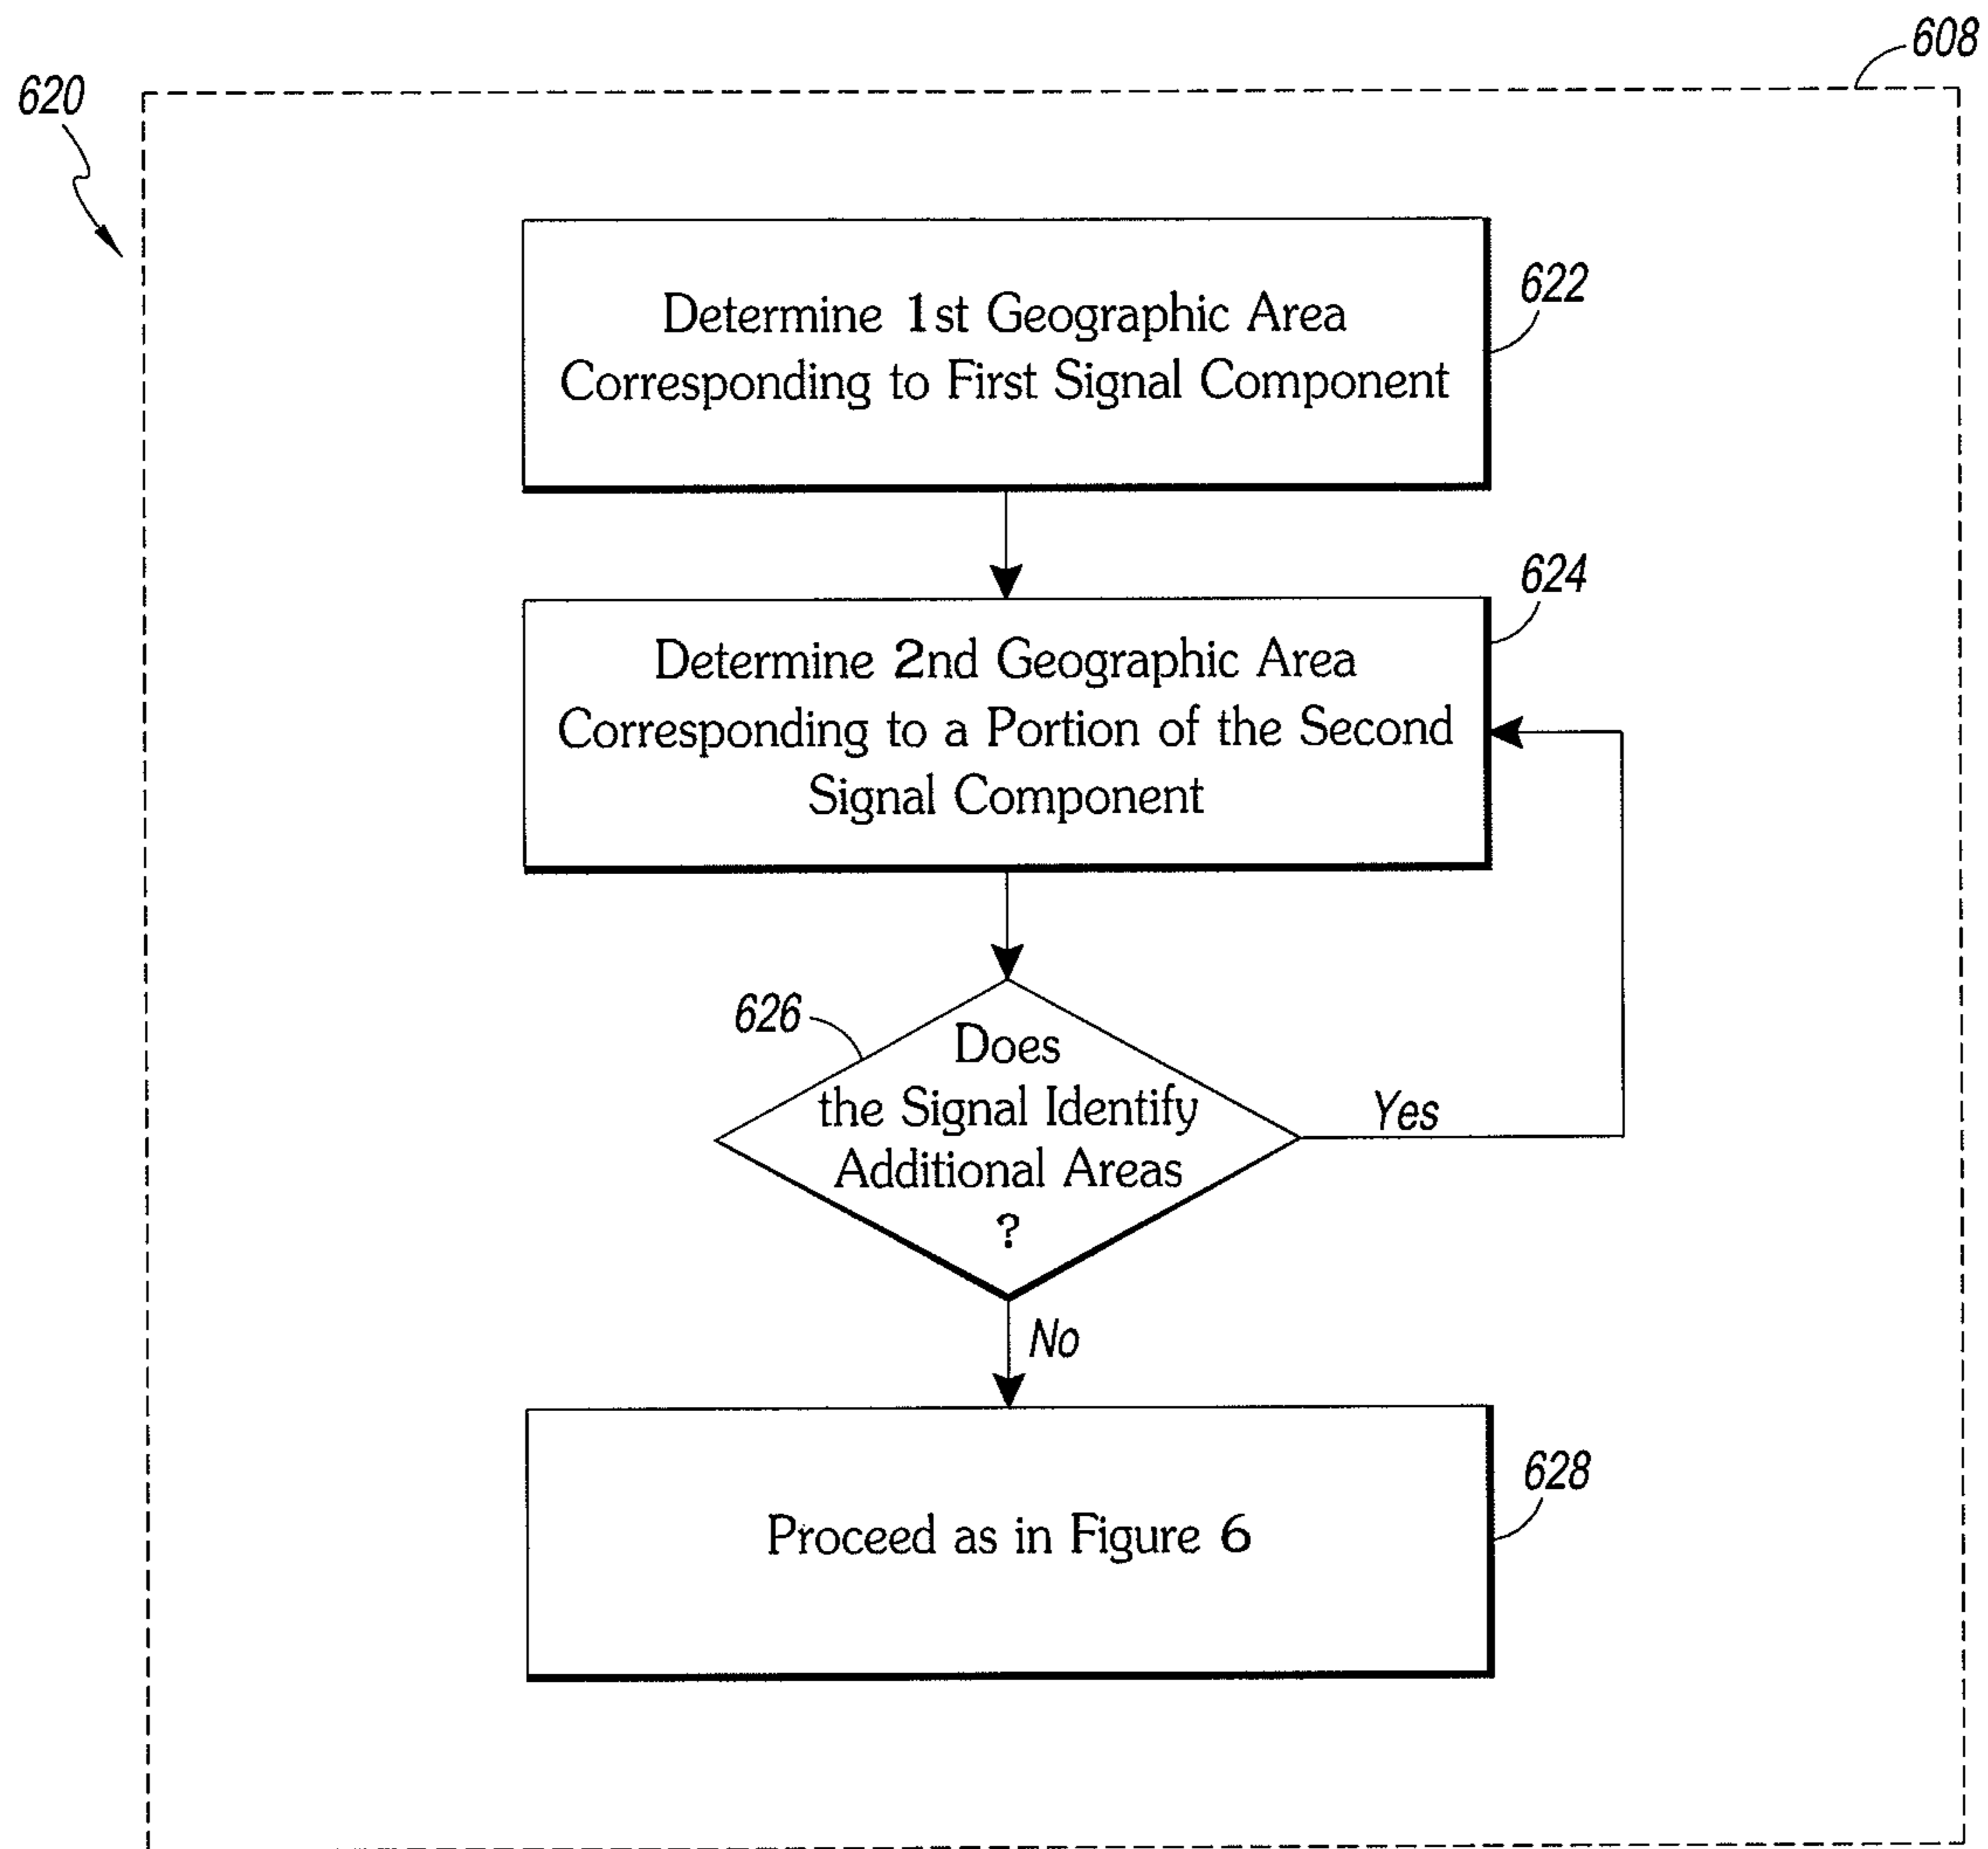 608
620
Determine 1st Geographic Area
Corresponding to First Signal Component
622
624
Determine 2nd Geographic Area
Corresponding to a Portion of the Second
Signal Component
626
Does
the Signal Identify
Additional Areas
?
Yes
No
Proceed as in Figure 6
628